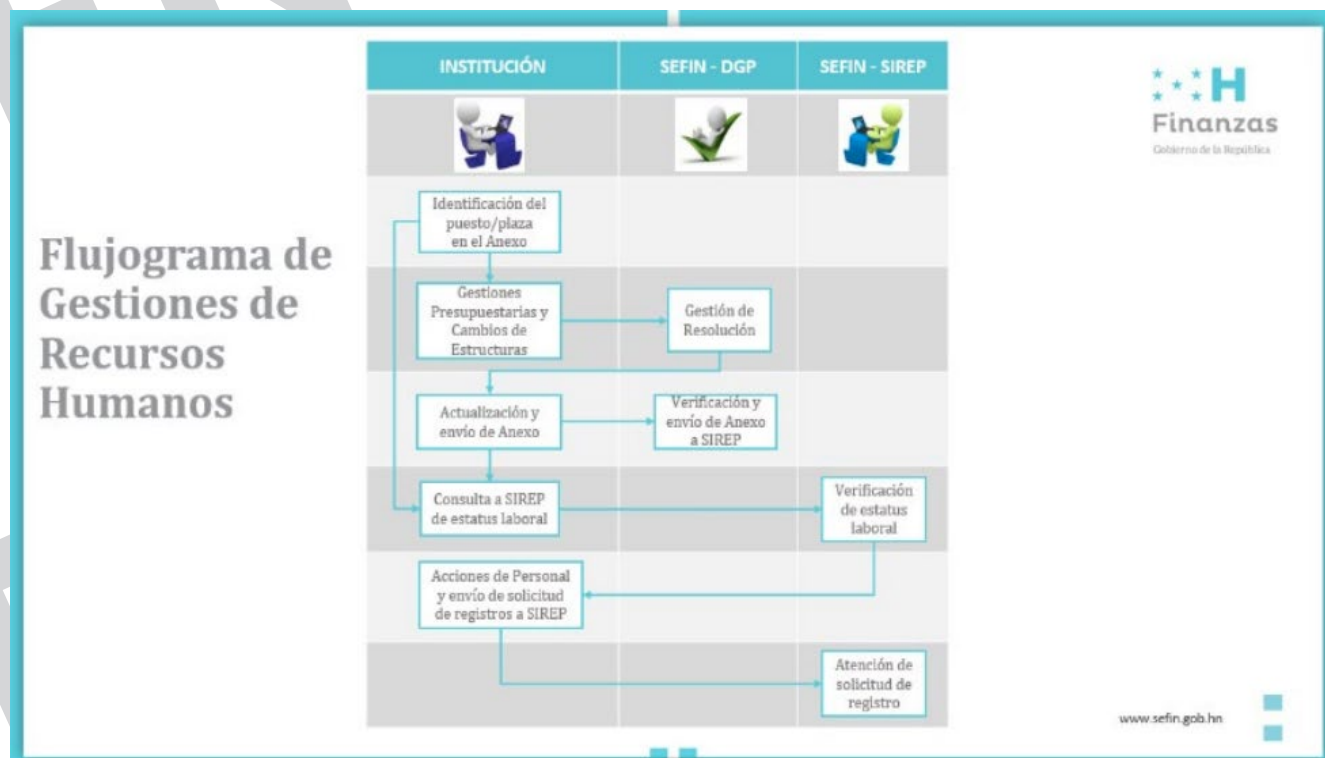 INSTITUCIÓN
SEFIN - DGP
SEFIN - SIREP
H
Finanzas
Gobierno de la República
Flujograma de
Gestiones de
Recursos
Humanos
Identificación del
puesto/plaza
en el Anexo
Gestiones
Presupuestarias y
Cambios de
Estructuras
Gestión de
Resolución
Actualización y
envío de Anexo
Verificación y
envío de Anexo
a SIREP
Consulta a SIREP
de estatus laboral
Verificación
de estatus
laboral
Acciones de Personal
y envío de solicitud
de registros a SIREP
Atención de
solicitud de
registro
www.sefin.gob.hn